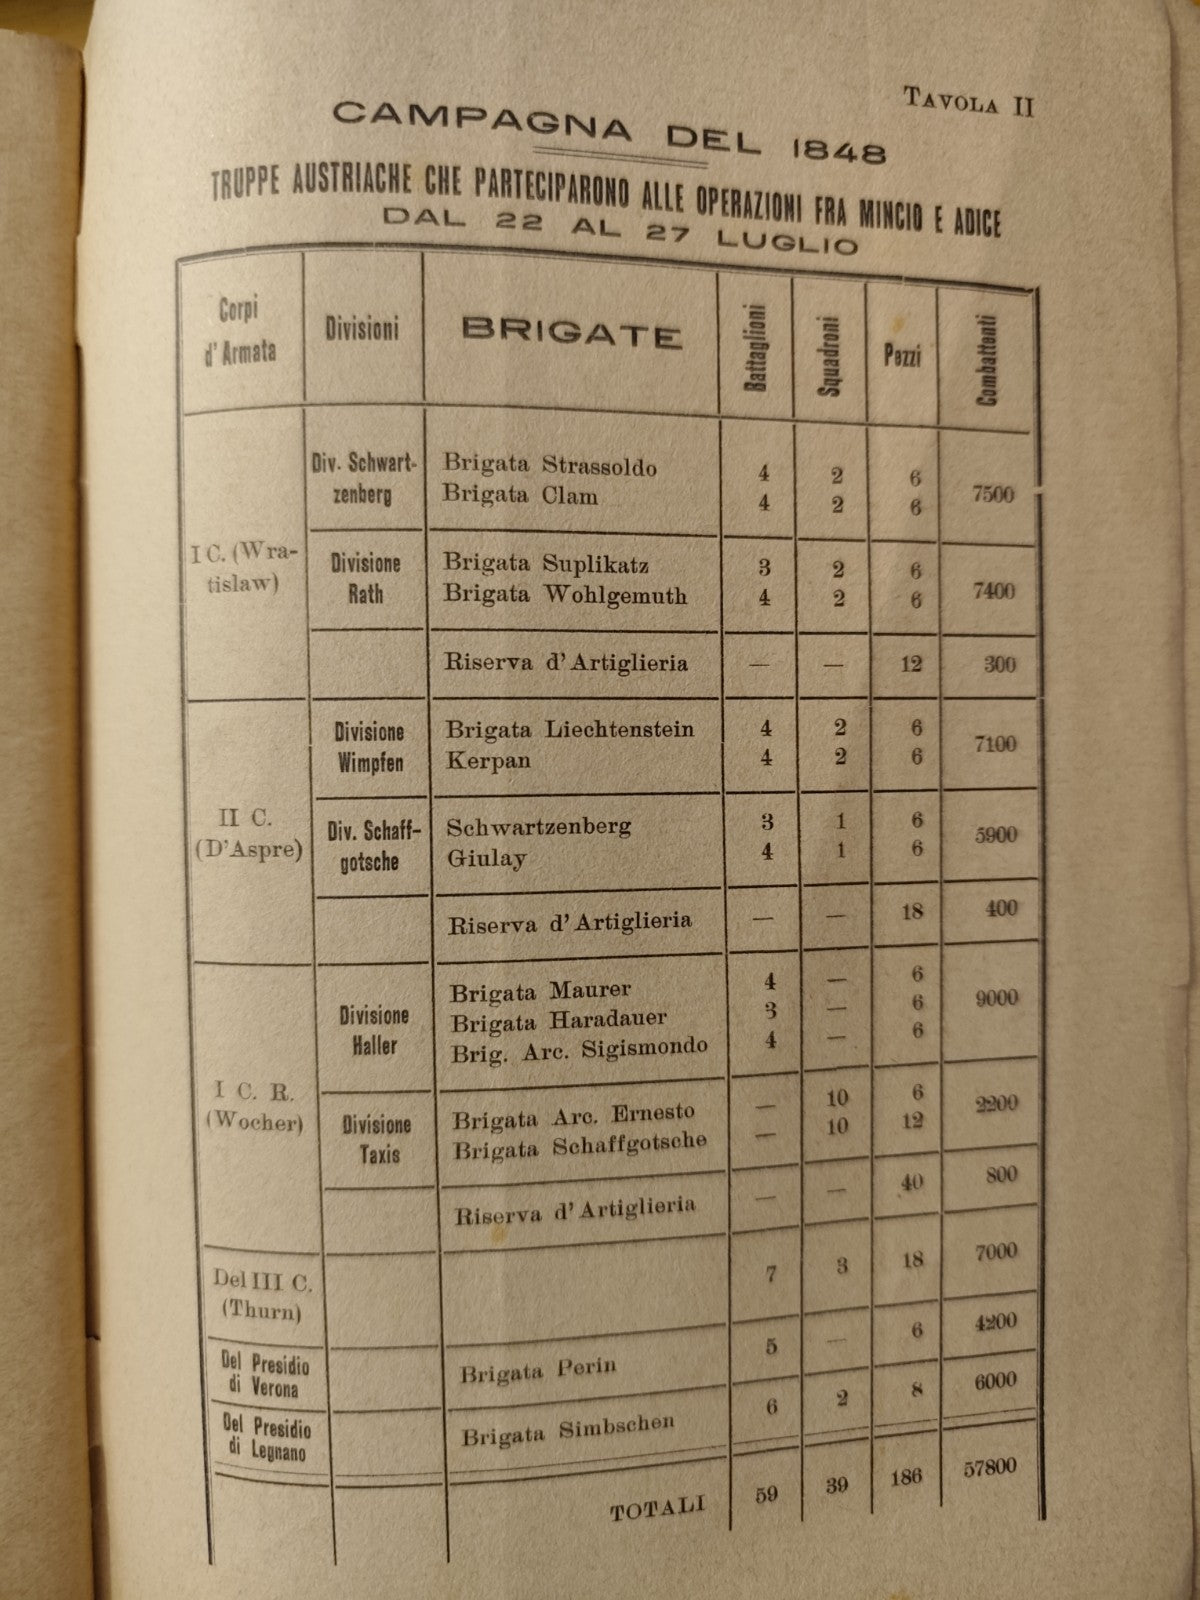 TAVOLA II
CAMPAGNA DEL 1848
TRUPPE AUSTRIACHE CHE PARTECIPARONO ALLE OPERAZIONI FRA MINCIO E ADICE
DAL 22 AL 27 LUGLIO
Corpi d'Armata Divisioni BRIGATE Battaglioni Squadroni Pezzi Combattenti
I C. (Wra-
tislaw)
Div. Schwart-
zenberg
Brigata Strassoldo 4 2 6
Brigata Clam 4 2 6
7500
Divisione
Rath
Brigata Suplikatz 3 2 6
Brigata Wohlgemuth 4 2 6
7400
Riserva d'Artiglieria — — 12 300
II C.
(D'Aspre)
Divisione
Wimpfen
Brigata Liechtenstein 4 2 6
Kerpan 4 2 6
7100
Div. Schaff-
gotsche
Schwartzenberg 3 1 6
Giulay 4 1 6
5900
Riserva d'Artiglieria — — 18 400
I C. R.
(Wocher)
Divisione
Haller
Brigata Maurer 4 — 6
Brigata Haradauer 3 — 6
Brig. Arc. Sigismondo 4 — 6
9000
Divisione
Taxis
Brigata Arc. Ernesto — 10 6
Brigata Schaffgotsche — 10 12
2200
Riserva d'Artiglieria — — 40 800
Del III C.
(Thurn)
7 3 18 7000
Del Presidio
di Verona
Brigata Perin 5 — 6 4200
Del Presidio
di Legnano
Brigata Simbschen 6 2 8 6000
TOTALI 59 39 186 57800